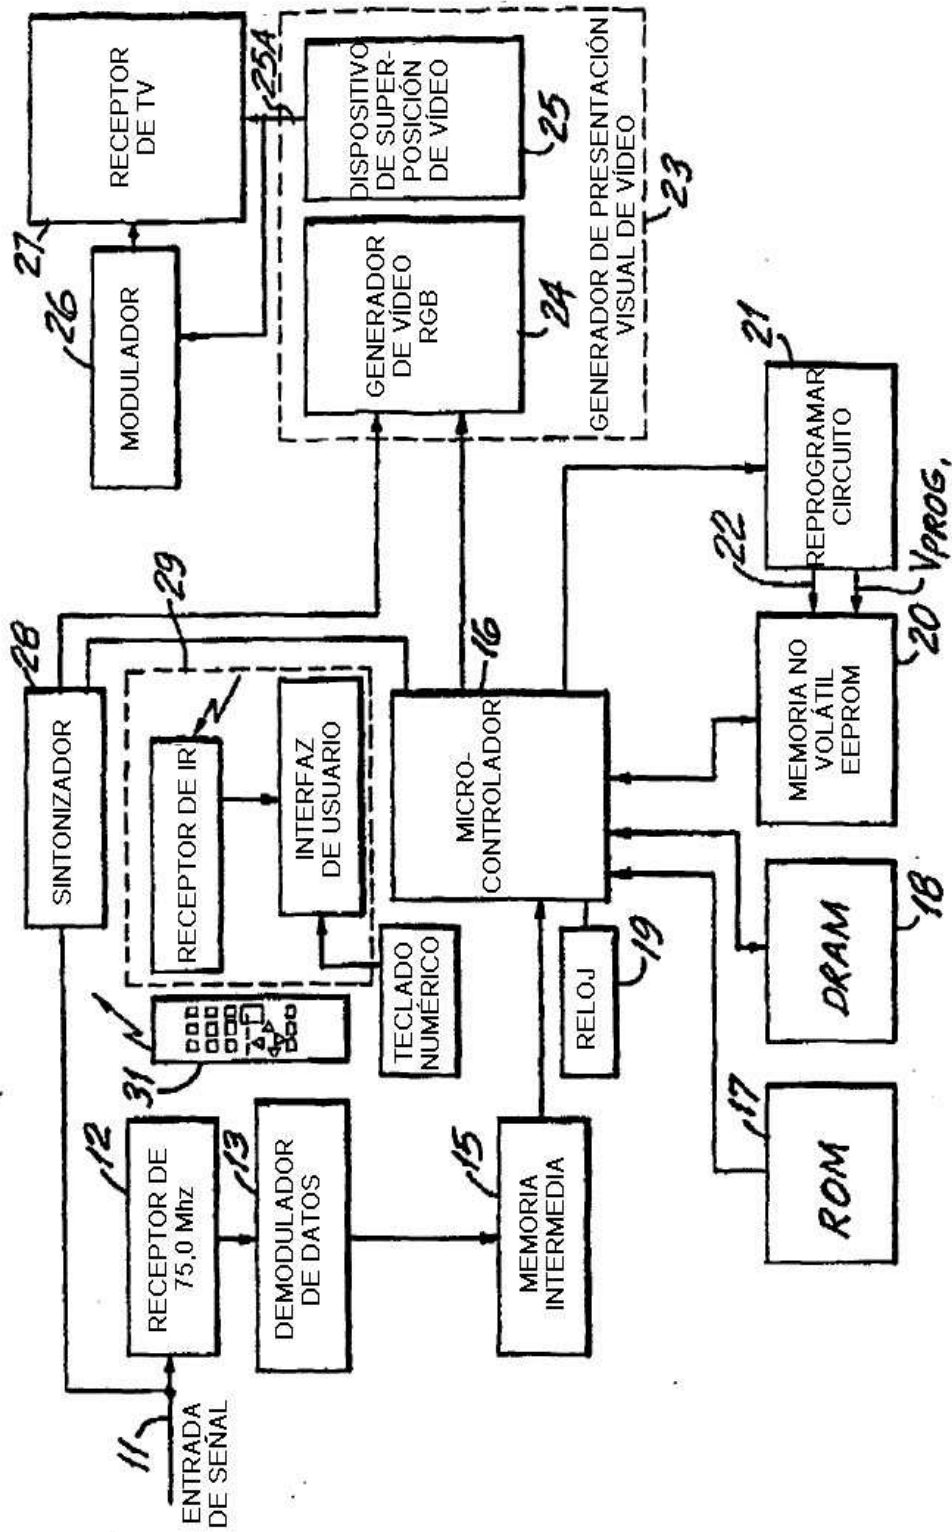 11
ENTRADA
DE SEÑAL
12
RECEPTOR DE
75,0 Mhz
13
DEMODULADOR
DE DATOS
15
MEMORIA
INTERMEDIA
28
SINTONIZADOR
31
29
RECEPTOR DE IR
INTERFAZ
DE USUARIO
TECLADO
NUMÉRICO
16
MICRO-
CONTROLADOR
RELOJ
19
ROM
17
DRAM
18
MEMORIA NO
VOLÁTIL
EEPROM
20
22
VPROG.
REPROGRAMAR
CIRCUITO
21
26
MODULADOR
27
RECEPTOR
DE TV
25A
GENERADOR
DE VÍDEO
RGB
24
DISPOSITIVO
DE SUPER-
POSICIÓN
DE VÍDEO
25
GENERADOR DE PRESENTACIÓN
VISUAL DE VÍDEO
23